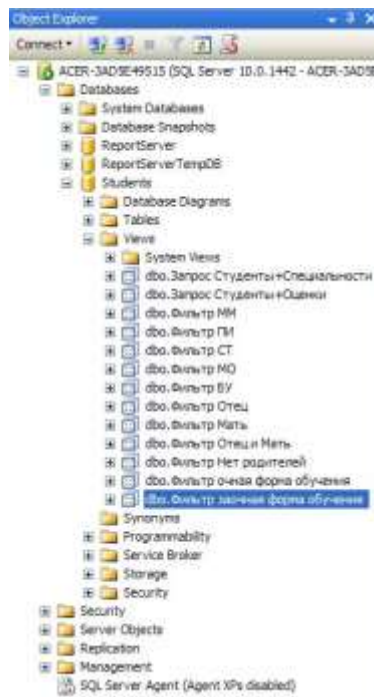 Object Explorer
Connect
ACER-3AD5E49515 (SQL Server 10.0.1442 - ACER-3AD5E
Databases
System Databases
Database Snapshots
ReportServer
ReportServerTempDB
Students
Database Diagrams
Tables
Views
System Views
dbo.Запрос Студенты+Специальности
dbo.Запрос Студенты+Оценки
dbo.Фильтр ММ
dbo.Фильтр ПИ
dbo.Фильтр СТ
dbo.Фильтр МО
dbo.Фильтр БУ
dbo.Фильтр Отец
dbo.Фильтр Мать
dbo.Фильтр Отец и Мать
dbo.Фильтр Нет родителей
dbo.Фильтр очная форма обучения
dbo.Фильтр заочная форма обучения
Synonyms
Programmability
Service Broker
Storage
Security
Security
Server Objects
Replication
Management
SQL Server Agent (Agent XPs disabled)